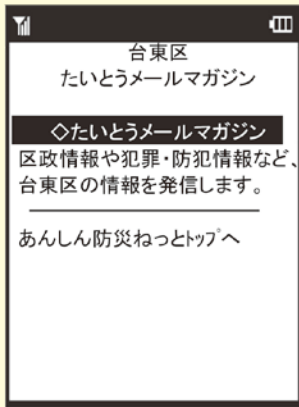 台東区
たいとうメールマガジン
◇たいとうメールマガジン
区政情報や犯罪・防犯情報など、
台東区の情報を発信します。
あんしん防災ねっとﾄｯﾌﾟへ